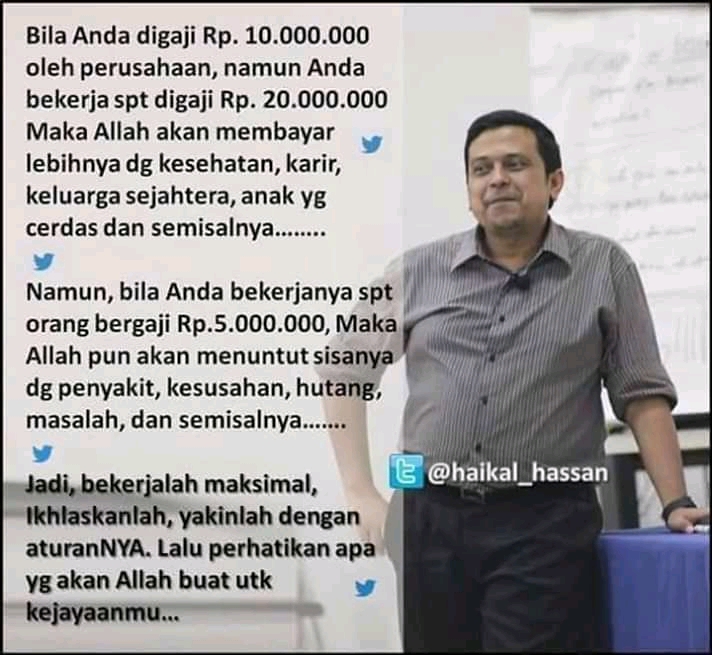 Bila Anda digaji Rp. 10.000.000
oleh perusahaan, namun Anda
bekerja spt digaji Rp. 20.000.000
Maka Allah akan membayar
lebihnya dg kesehatan, karir,
keluarga sejahtera, anak yg
cerdas dan semisalnya........
Namun, bila Anda bekerjanya spt
orang bergaji Rp.5.000.000, Maka
Allah pun akan menuntut sisanya
dg penyakit, kesusahan, hutang,
masalah, dan semisalnya.......
@haikal_hassan
Jadi, bekerjalah maksimal,
Ikhlaskanlah, yakinlah dengan
aturanNYA. Lalu perhatikan apa
yg akan Allah buat utk
kejayaanmu...